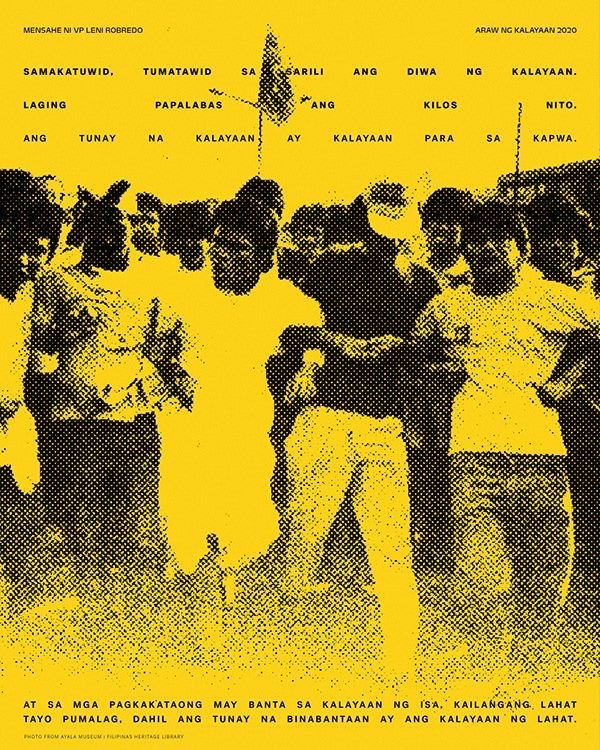 MENSAHE NI VP LENI ROBREDO
ARAW NG KALAYAAN 2020
SAMAKATUWID, TUMATAWID SA SARILI ANG DIWA NG KALAYAAN.
LAGING PAPALABAS ANG KILOS NITO.
ANG TUNAY NA KALAYAAN AY KALAYAAN PARA SA KAPWA.
AT SA MGA PAGKAKATAONG MAY BANTA SA KALAYAAN NG ISA, KAILANGANG LAHAT
TAYO PUMALAG, DAHIL ANG TUNAY NA BINABANTAAN AY ANG KALAYAAN NG LAHAT.
PHOTO FROM AYALA MUSEUM | FILIPINAS HERITAGE LIBRARY